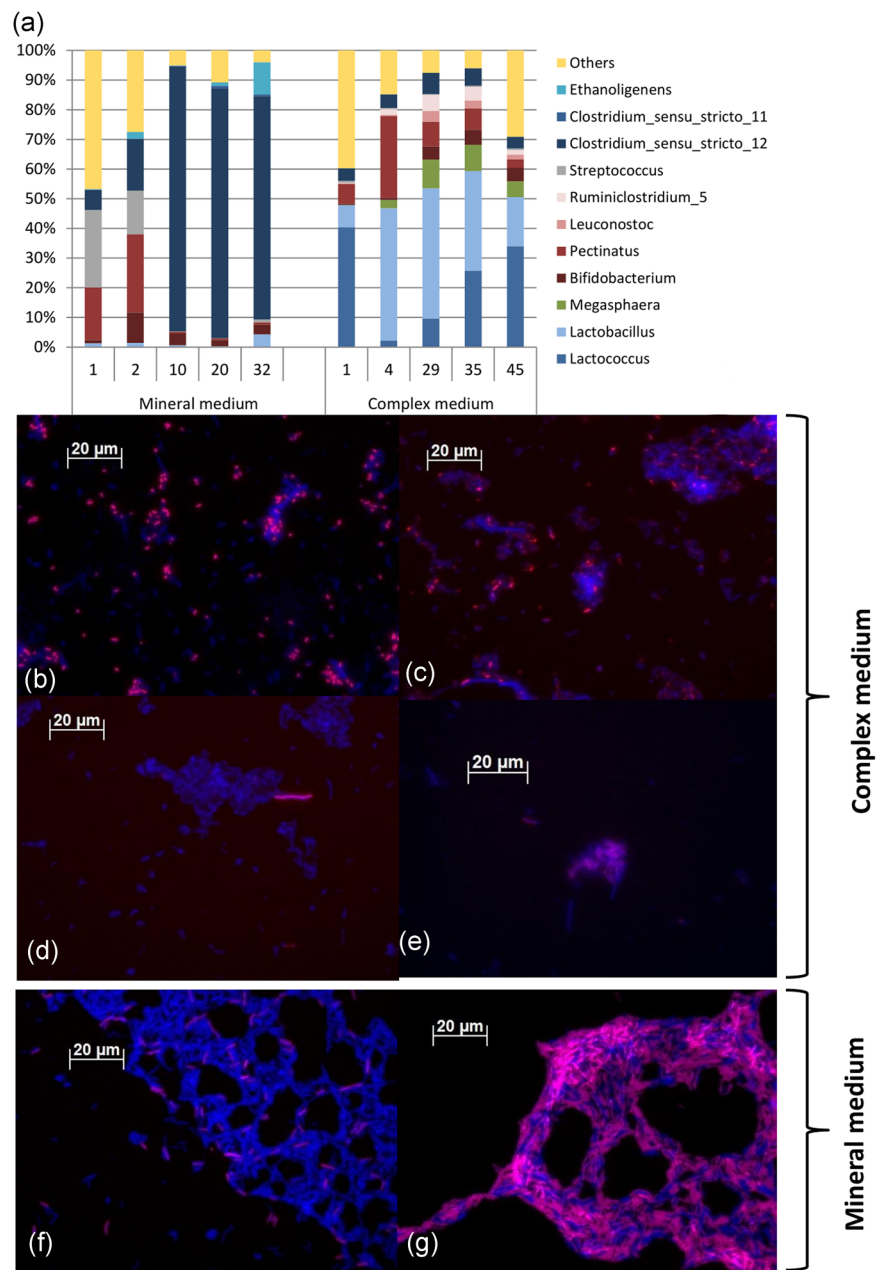 (a)
100%
90%
80%
70%
60%
50%
40%
30%
20%
10%
0%
1 2 10 20 32 1 4 29 35 45
Mineral medium Complex medium
Others
Ethanoligenens
Clostridium_sensu_stricto_11
Clostridium_sensu_stricto_12
Streptococcus
Ruminiclostridium_5
Leuconostoc
Pectinatus
Bifidobacterium
Megasphaera
Lactobacillus
Lactococcus
20 µm
(b)
20 µm
(c)
20 µm
(d)
20 µm
(e)
Complex medium
20 µm
(f)
20 µm
(g)
Mineral medium